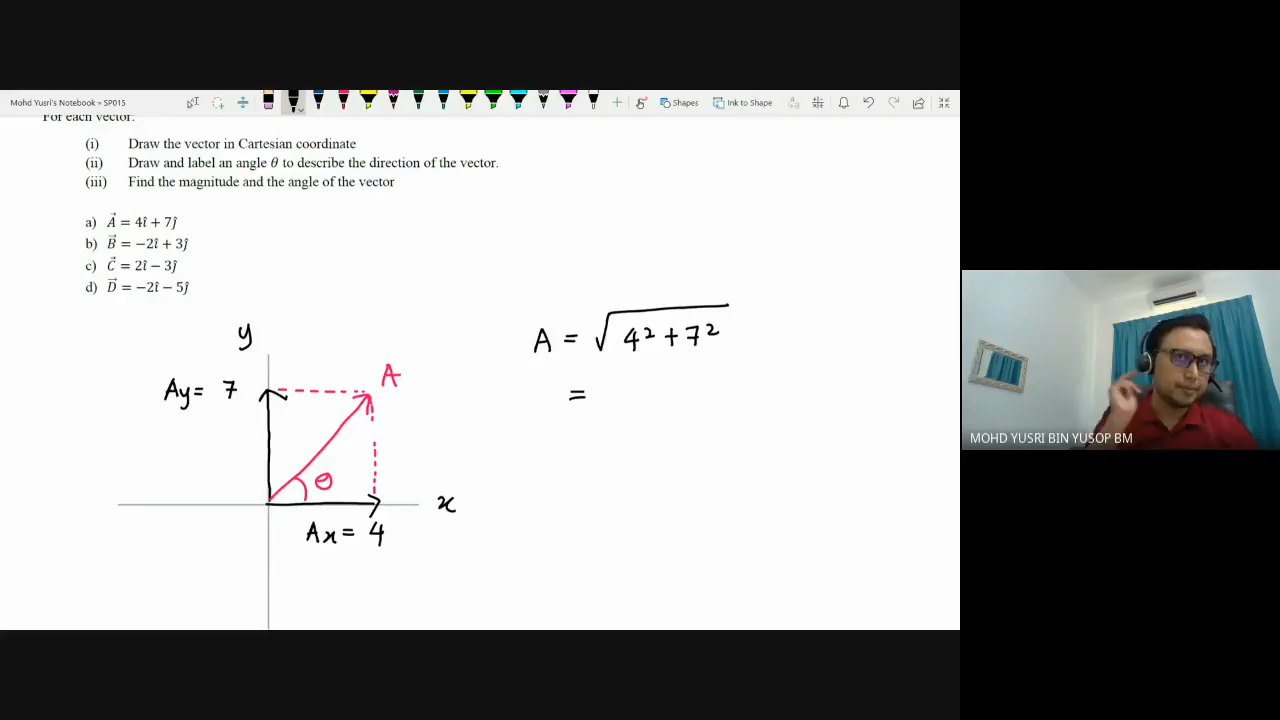 Mohd Yusri's Notebook = SP015
Shapes
Ink to Shape
For each vector:
(i) Draw the vector in Cartesian coordinate
(ii) Draw and label an angle θ to describe the direction of the vector.
(iii) Find the magnitude and the angle of the vector
a) A⃗ = 4î + 7ĵ
b) B⃗ = −2î + 3ĵ
c) C⃗ = 2î − 3ĵ
d) D⃗ = −2î − 5ĵ
y
Ay = 7
A
θ
x
Ax = 4
A = √(4² + 7²)
=
MOHD YUSRI BIN YUSOP BM